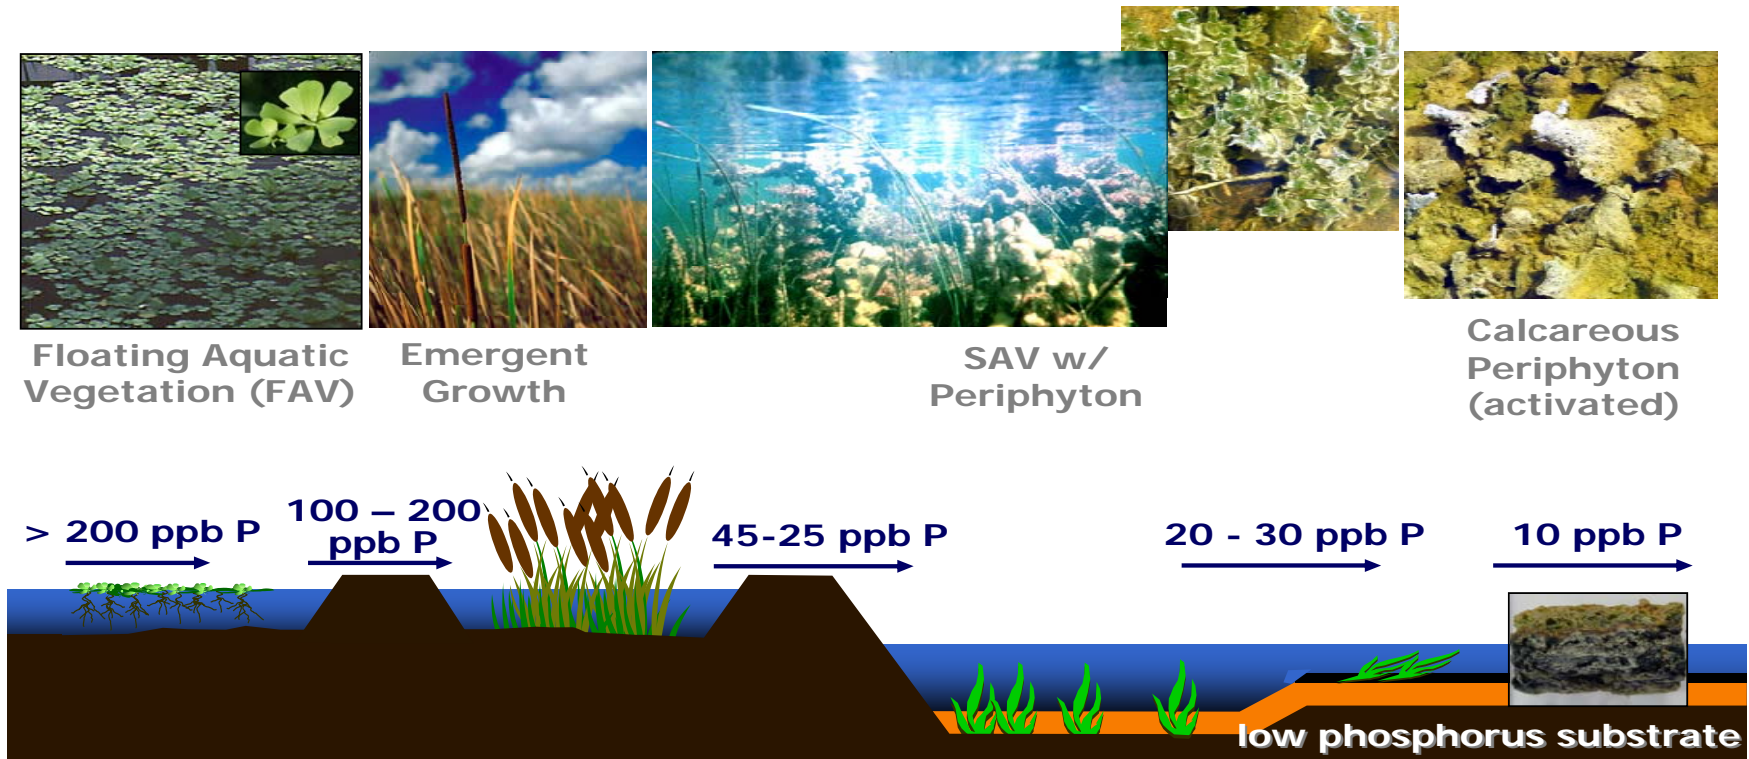 Floating Aquatic
Vegetation (FAV)
Emergent
Growth
SAV w/
Periphyton
Calcareous
Periphyton
(activated)
> 200 ppb P
100 – 200
ppb P
45-25 ppb P
20 - 30 ppb P
10 ppb P
low phosphorus substrate